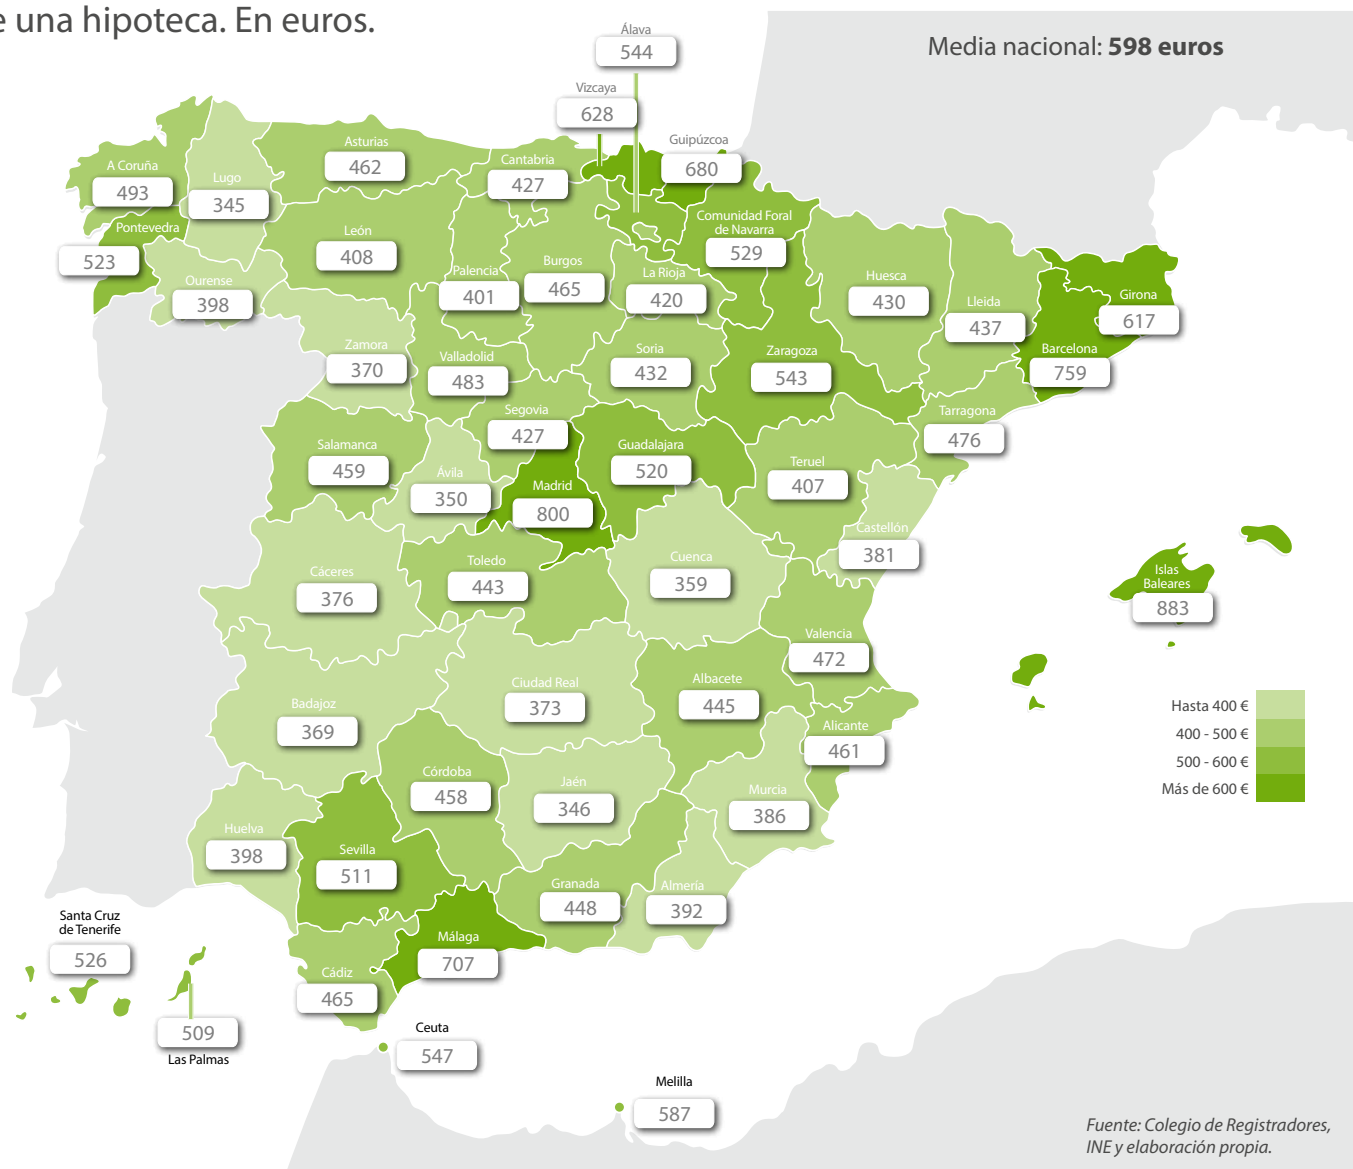 e una hipoteca. En euros.
Media nacional: 598 euros
Álava
544
Vizcaya
628
Guipúzcoa
680
A Coruña
493
Lugo
345
Asturias
462
Cantabria
427
Pontevedra
523
Ourense
398
León
408
Palencia
401
Burgos
465
La Rioja
420
Comunidad Foral
de Navarra
529
Huesca
430
Lleida
437
Girona
617
Barcelona
759
Zamora
370
Valladolid
483
Soria
432
Zaragoza
543
Tarragona
476
Segovia
427
Salamanca
459
Ávila
350
Madrid
800
Guadalajara
520
Teruel
407
Castellón
381
Cáceres
376
Toledo
443
Cuenca
359
Islas
Baleares
883
Valencia
472
Badajoz
369
Ciudad Real
373
Albacete
445
Alicante
461
Hasta 400 €
400 - 500 €
500 - 600 €
Más de 600 €
Córdoba
458
Jaén
346
Murcia
386
Huelva
398
Sevilla
511
Granada
448
Almería
392
Málaga
707
Cádiz
465
Santa Cruz
de Tenerife
526
509
Las Palmas
Ceuta
547
Melilla
587
Fuente: Colegio de Registradores,
INE y elaboración propia.